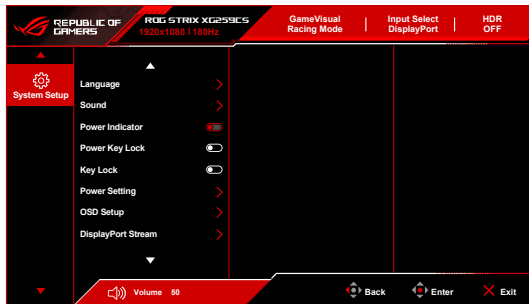 REPUBLIC OF
GAMERS
ROG STRIX XG259CS
1920x1080 | 180Hz
GameVisual
Racing Mode
Input Select
DisplayPort
HDR
OFF
System Setup
Language
Sound
Power Indicator
Power Key Lock
Key Lock
Power Setting
OSD Setup
DisplayPort Stream
Volume 50
Back
Enter
Exit